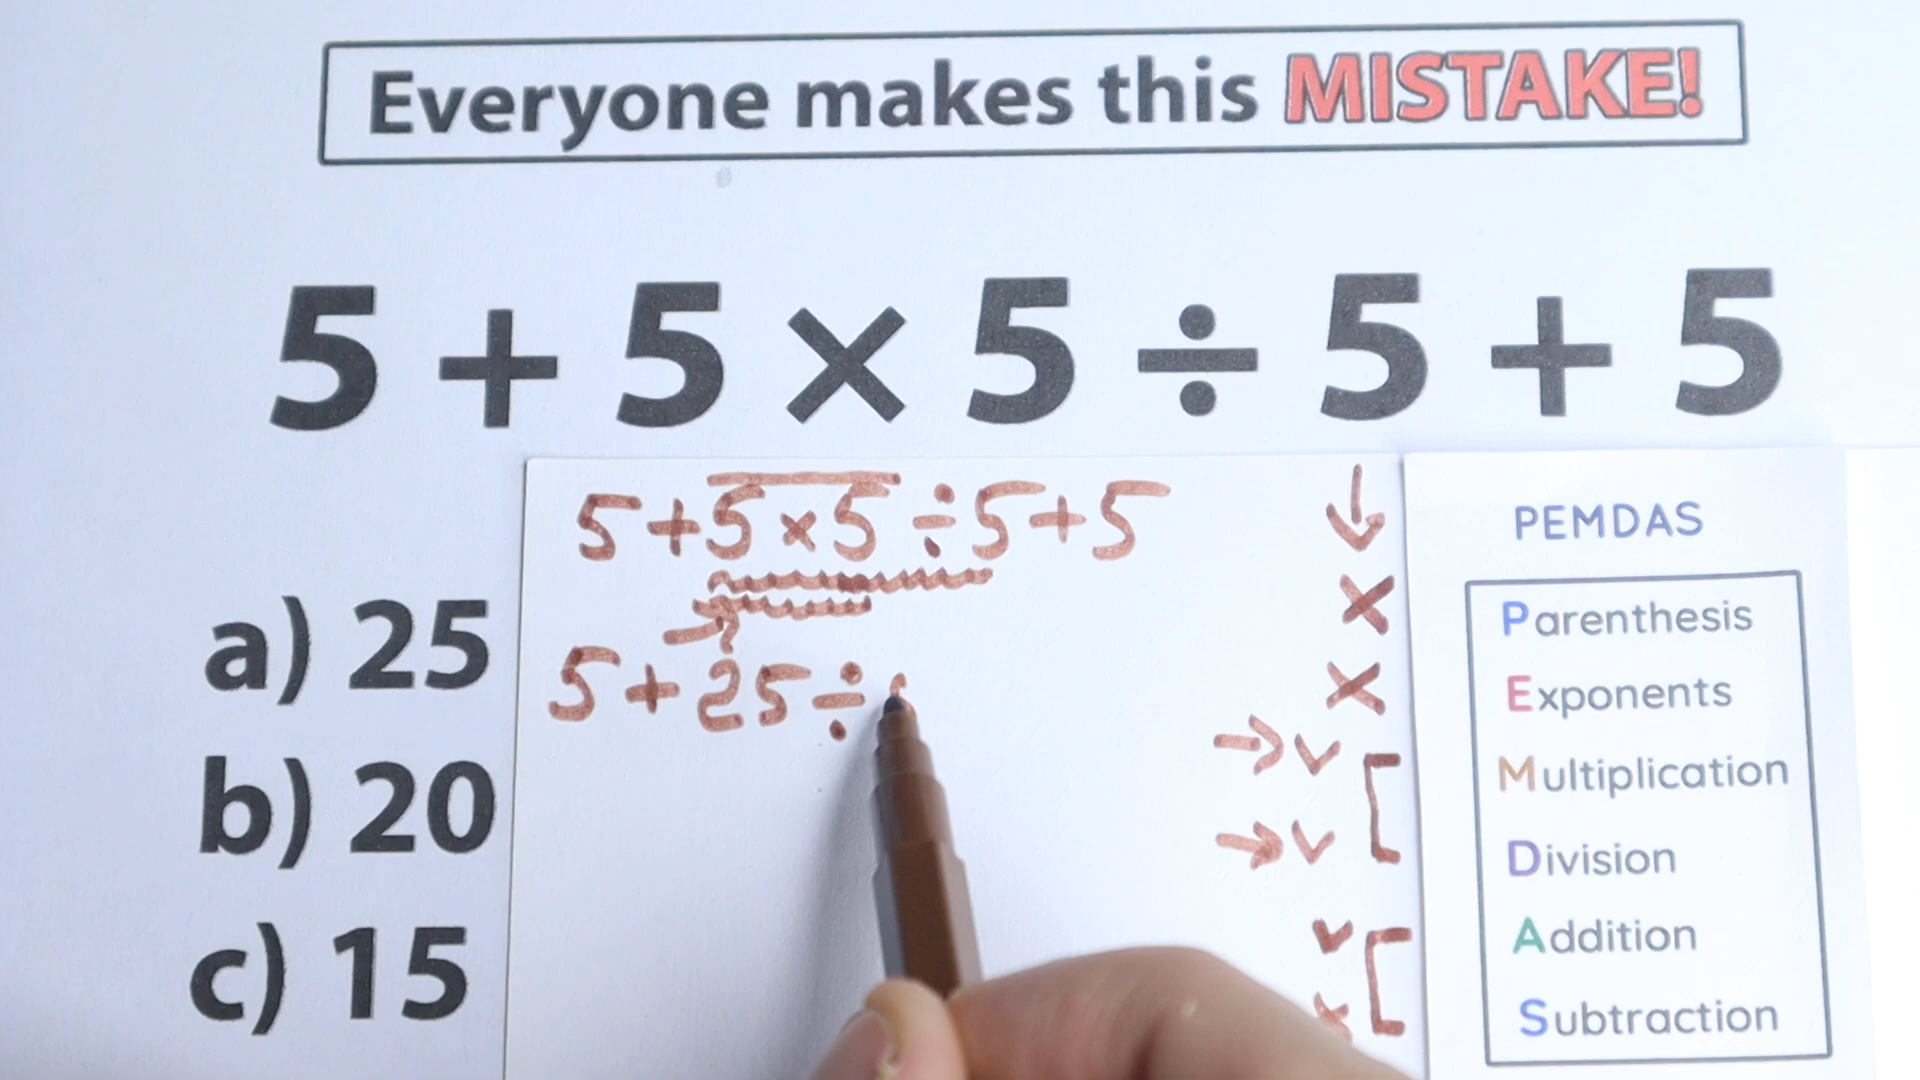 Everyone makes this MISTAKE!
5 + 5 × 5 ÷ 5 + 5
a) 25
b) 20
c) 15
5+5×5÷5+5
5+25÷
PEMDAS
Parenthesis
Exponents
Multiplication
Division
Addition
Subtraction